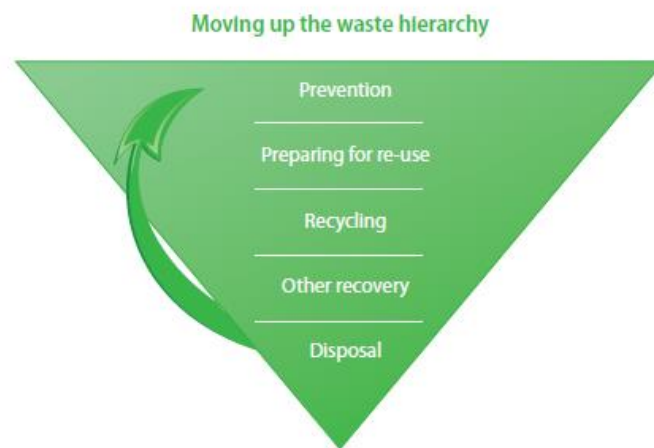 Moving up the waste hierarchy
Prevention
Preparing for re-use
Recycling
Other recovery
Disposal